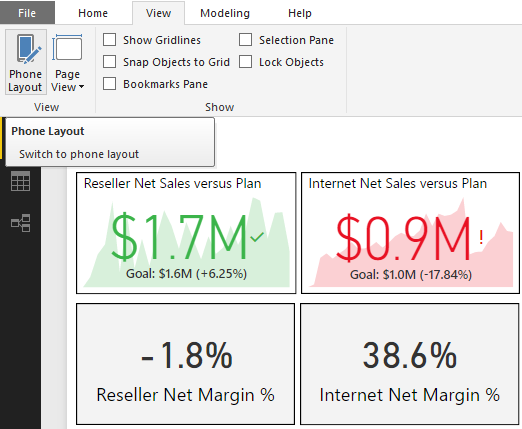 File Home View Modeling Help
Show Gridlines Selection Pane
Snap Objects to Grid Lock Objects
Bookmarks Pane
Phone Layout
Page View
View Show
Phone Layout
Switch to phone layout
Reseller Net Sales versus Plan
$1.7M
Goal: $1.6M (+6.25%)
Internet Net Sales versus Plan
$0.9M !
Goal: $1.0M (-17.84%)
-1.8%
Reseller Net Margin %
38.6%
Internet Net Margin %